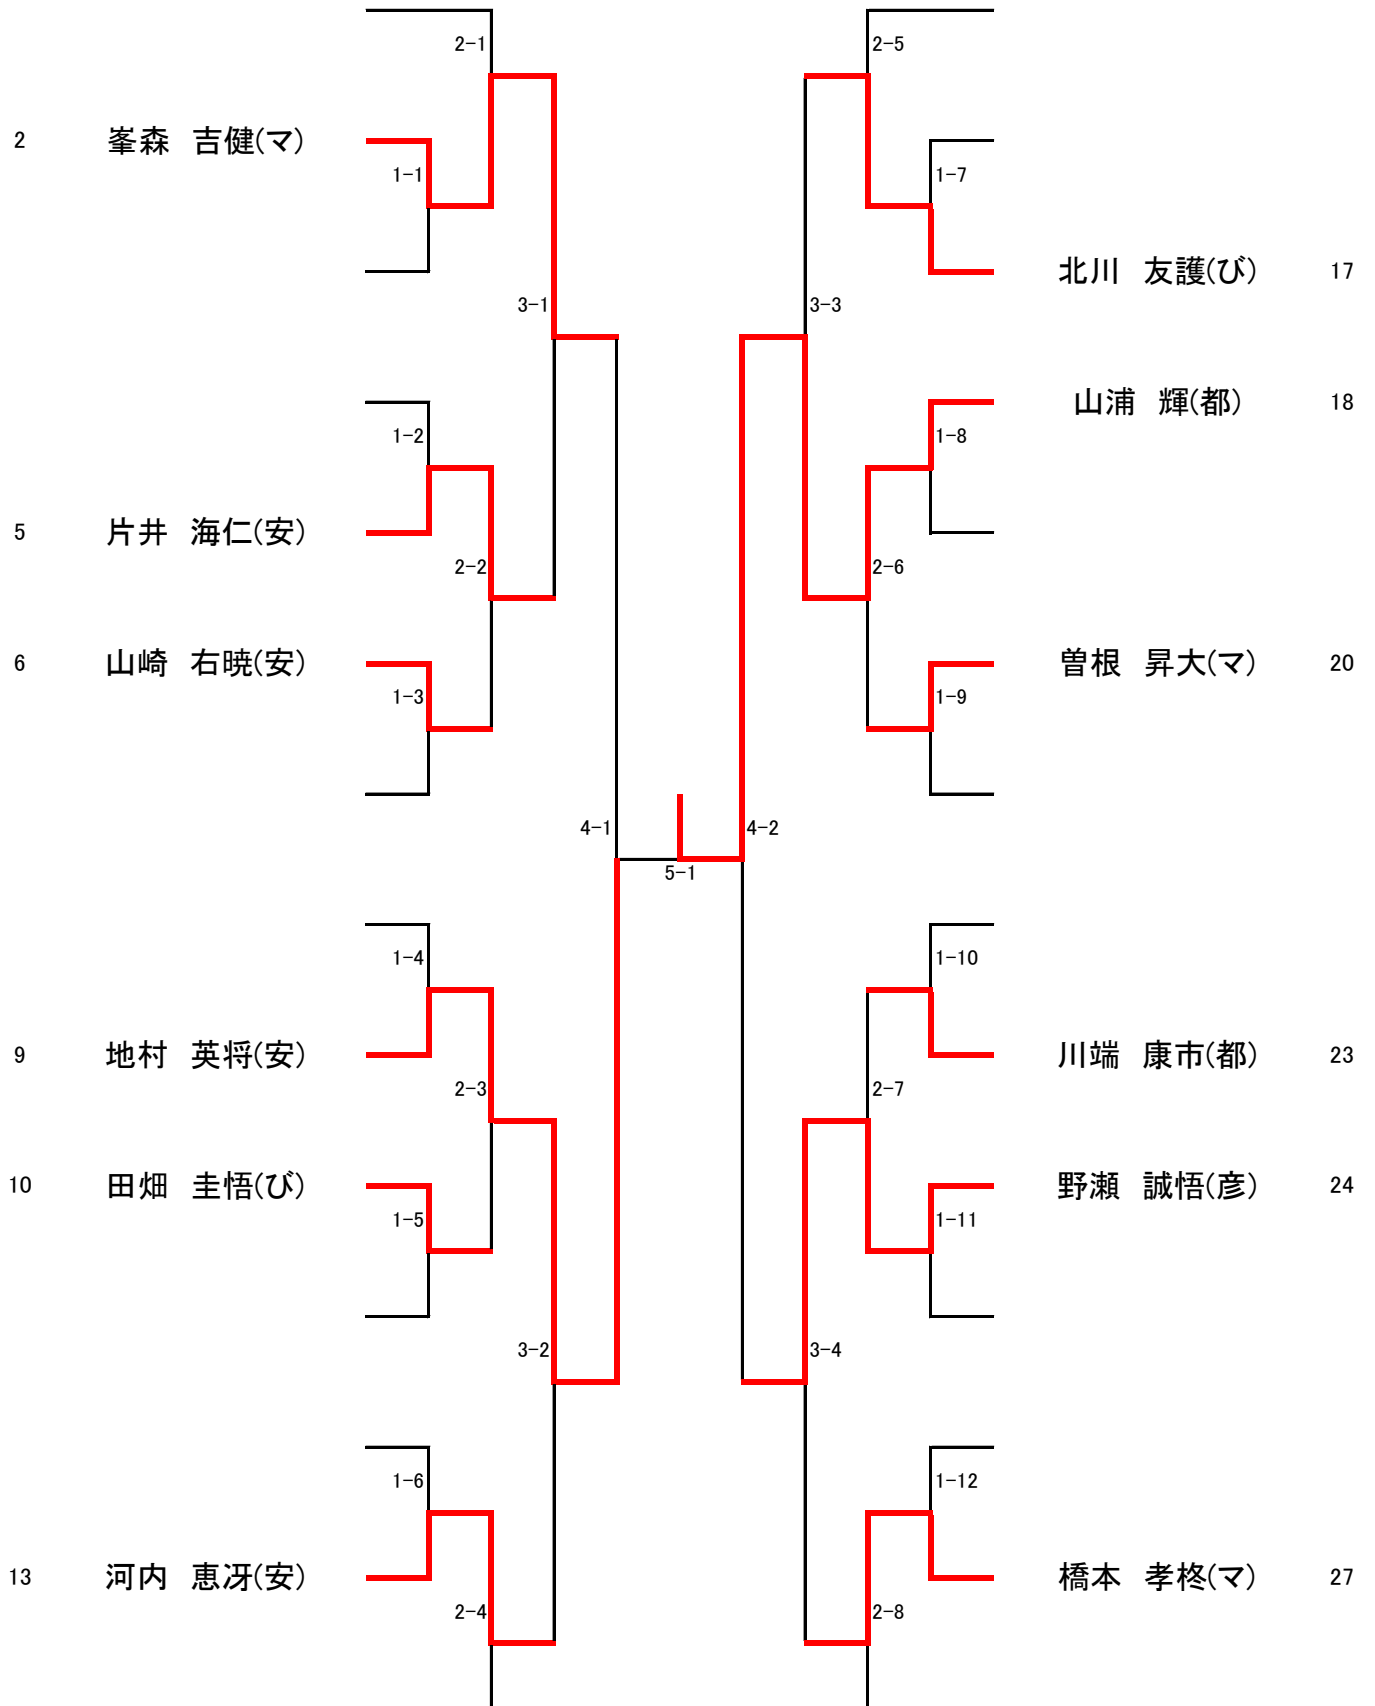 2-1
2-5
2 峯森 吉健(マ)
1-1
1-7
北川 友護(び) 17
3-1
3-3
山浦 輝(都) 18
1-2
1-8
5 片井 海仁(安)
2-2
2-6
6 山崎 右暁(安)
曽根 昇大(マ) 20
1-3
1-9
4-1
4-2
5-1
1-4
1-10
9 地村 英将(安)
川端 康市(都) 23
2-3
2-7
10 田畑 圭悟(び)
野瀬 誠悟(彦) 24
1-5
1-11
3-2
3-4
1-6
1-12
13 河内 恵冴(安)
橋本 孝柊(マ) 27
2-4
2-8